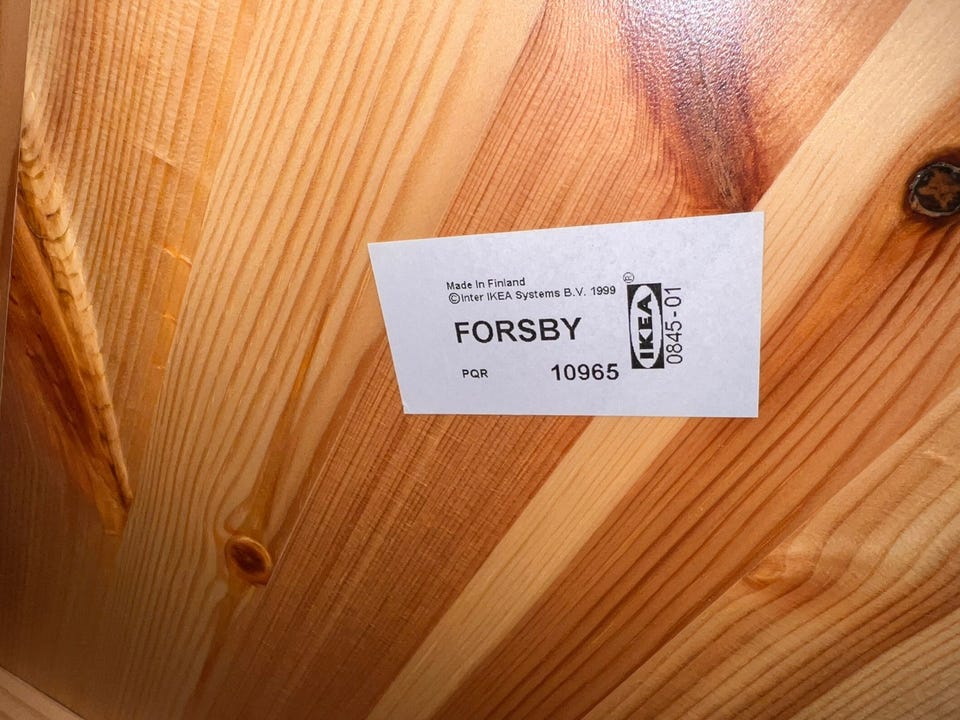 Made In Finland
©Inter IKEA Systems B.V. 1999
FORSBY
PQR 10965
®
IKEA
0845-01